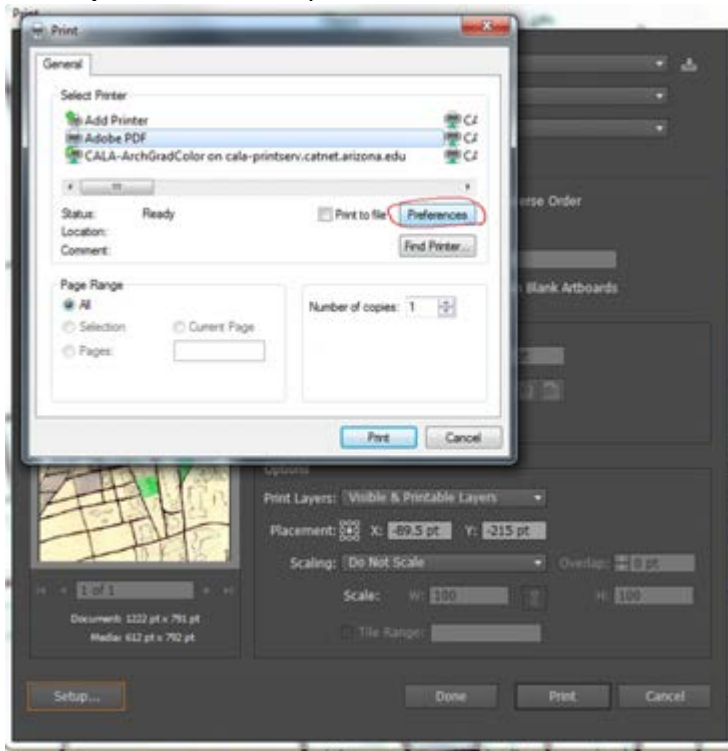 Print
Print
General
Select Printer
Add Printer
Adobe PDF
CALA-ArchGradColor on cala-printserv.catnet.arizona.edu
Status: Ready
Print to file
Preferences
Location:
Comment:
Find Printer...
Page Range
All
Selection
Current Page
Pages:
Number of copies: 1
Print
Cancel
erse Order
Blank Artboards
Options
Print Layers: Visible & Printable Layers
Placement: X: -89.5 pt Y: -215 pt
Scaling: Do Not Scale
Overlap: 0 pt
Scale: W: 100 H: 100
Tile Range:
1 of 1
Document: 1222 pt x 791 pt
Media: 612 pt x 792 pt
Setup...
Done
Print
Cancel